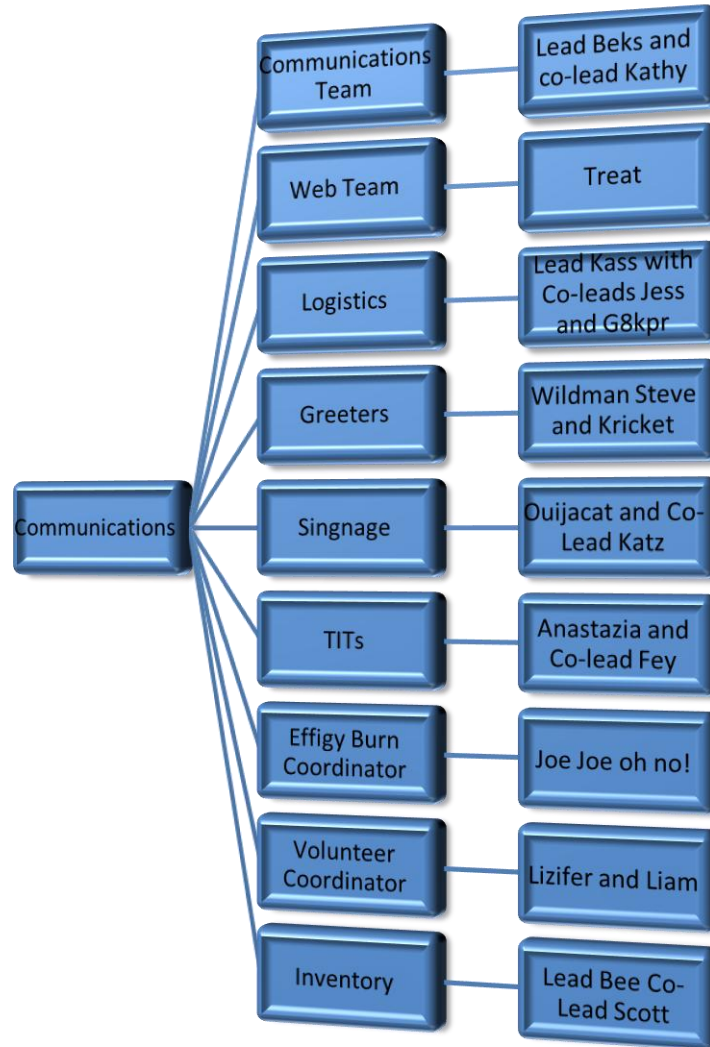 Communications
Communications
Team
Lead Beks and
co-lead Kathy
Web Team
Treat
Logistics
Lead Kass with
Co-leads Jess
and G8kpr
Greeters
Wildman Steve
and Kricket
Singnage
Ouijacat and Co-
Lead Katz
TITs
Anastazia and
Co-lead Fey
Effigy Burn
Coordinator
Joe Joe oh no!
Volunteer
Coordinator
Lizifer and Liam
Inventory
Lead Bee Co-
Lead Scott